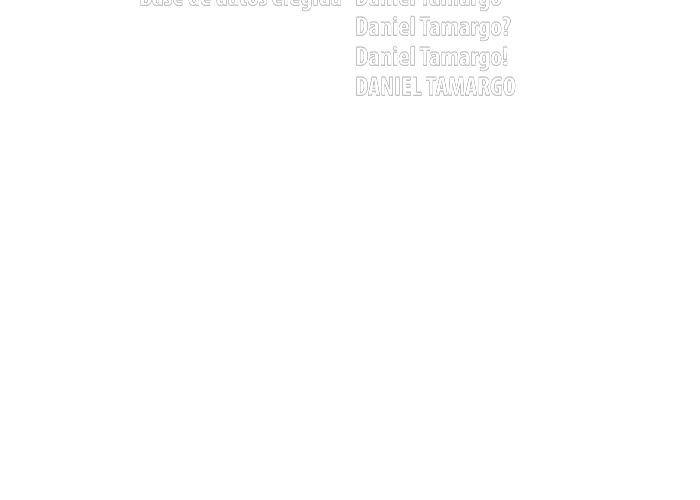 Base de datos elegida Daniel Tamargo
Daniel Tamargo?
Daniel Tamargo!
DANIEL TAMARGO